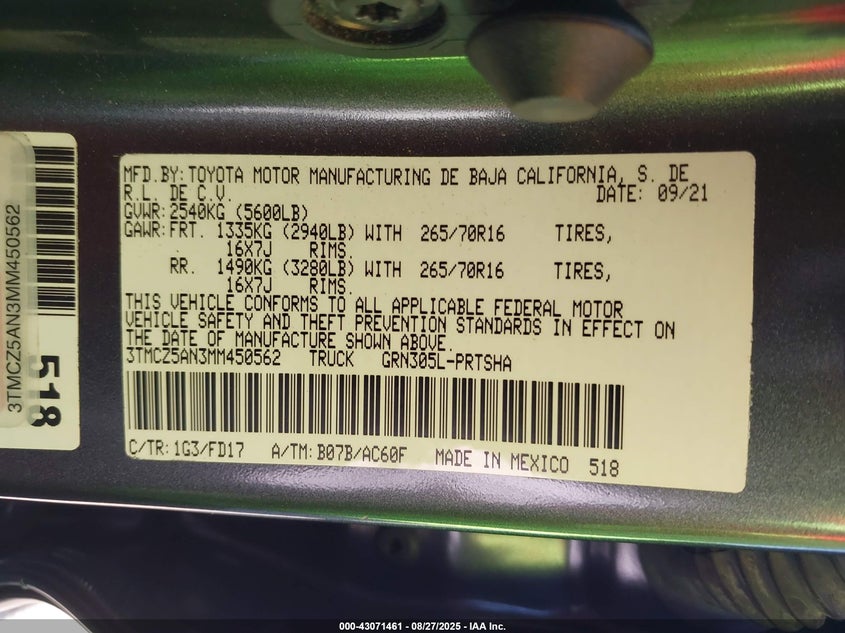 MFD.BY: TOYOTA MOTOR MANUFACTURING DE BAJA CALIFORNIA, S. DE
R.L. DE C.V. DATE: 09/21
GVWR: 2540KG (5600LB)
GAWR: FRT. 1335KG (2940LB) WITH 265/70R16 TIRES,
16X7J RIMS.
RR. 1490KG (3280LB) WITH 265/70R16 TIRES,
16X7J RIMS.
THIS VEHICLE CONFORMS TO ALL APPLICABLE FEDERAL MOTOR
VEHICLE SAFETY AND THEFT PREVENTION STANDARDS IN EFFECT ON
THE DATE OF MANUFACTURE SHOWN ABOVE.
3TMCZ5AN3MM450562 TRUCK GRN305L-PRTSHA
C/TR: 1G3/FD17 A/TM: B07B/AC60F MADE IN MEXICO 518
3TMCZ5AN3MM450562
518
000-43071461 - 08/27/2025 - IAA Inc.